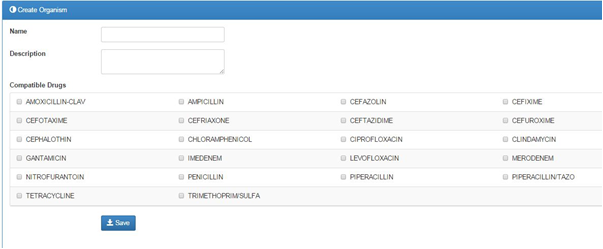 Create Organism
Name
Description
Compatible Drugs
AMOXICILLIN-CLAV AMPICILLIN CEFAZOLIN CEFIXIME
CEFOTAXIME CEFRIAXONE CEFTAZIDIME CEFUROXIME
CEPHALOTHIN CHLORAMPHENICOL CIPROFLOXACIN CLINDAMYCIN
GANTAMICIN IMEDENEM LEVOFLOXACIN MERODENEM
NITROFURANTOIN PENICILLIN PIPERACILLIN PIPERACILLIN/TAZO
TETRACYCLINE TRIMETHOPRIM/SULFA
Save